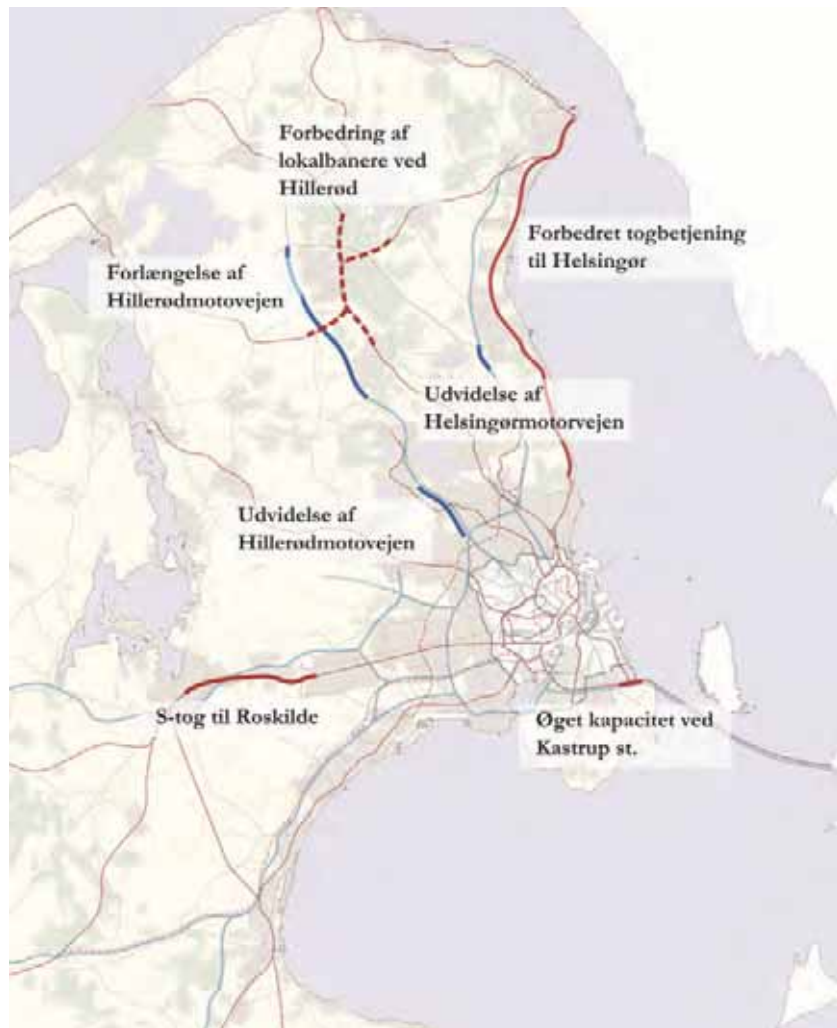 Forbedring af
lokalbanere ved
Hillerød
Forbedret togbetjening
til Helsingør
Forlængelse af
Hillerødmotovejen
Udvidelse af
Helsingørmotorvejen
Udvidelse af
Hillerødmotovejen
S-tog til Roskilde
Øget kapacitet ved
Kastrup st.